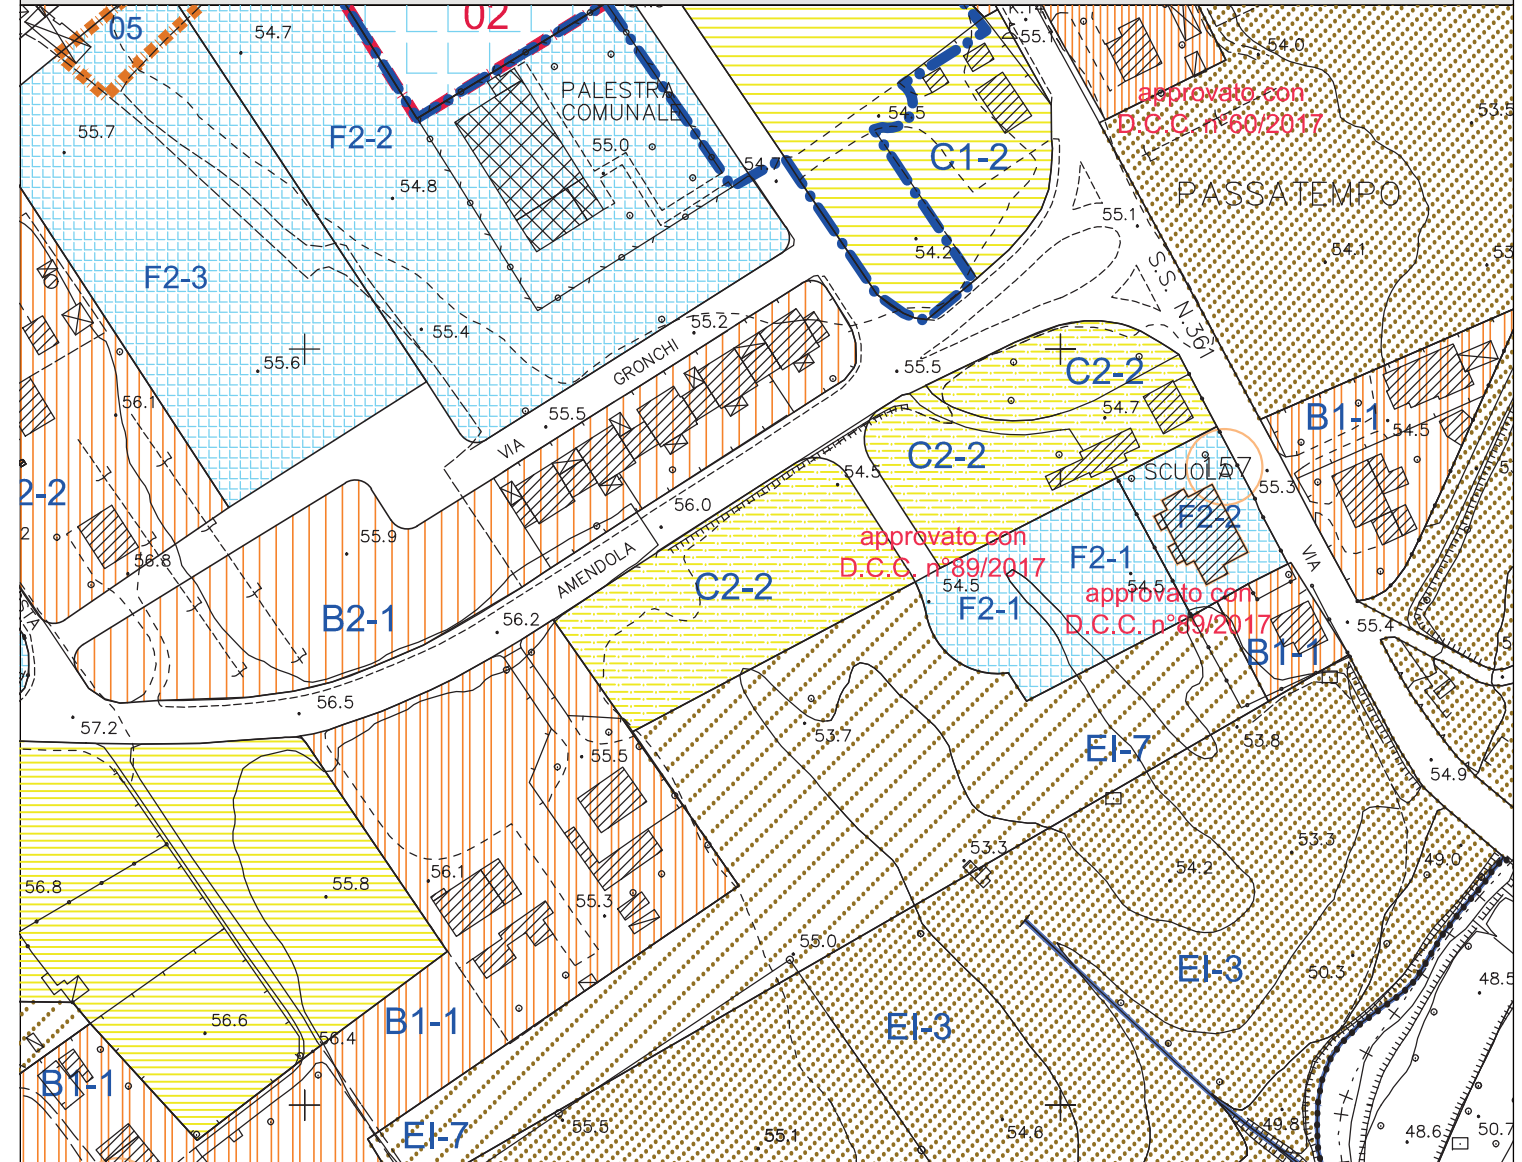 05
02
54.7
54.0
approvato con
D.C.C. n°60/2017
PALESTRA
COMUNALE
55.7
F2-2
55.0
54.5
C1-2
54.7
54.8
PASSATEMPO
55.1
54.2
54.1
F2-3
S.S. N.361
55.2
55.4
55.6
GRONCHI
55.5
C2-2
56.1
55.5
VIA
54.7
B1-1
54.5
C2-2
54.5
SCUOLA
157
55.3
2-2
56.0
F2-2
55.9
approvato con
D.C.C. n°89/2017
AMENDOLA
56.8
C2-2
F2-1
54.5
54.5
VIA
F2-1
approvato con
D.C.C. n°89/2017
B2-1
56.2
55.4
B1-1
56.5
57.2
53.7
EI-7
53.8
55.5
54.9
53.3
53.3
49.0
56.8
55.8
56.1
54.2
55.3
55.0
EI-3
50.3
48.5
56.6
56.4
B1-1
EI-3
B1-1
EI-7
55.5
55.1
54.6
49.8
48.6
50.7